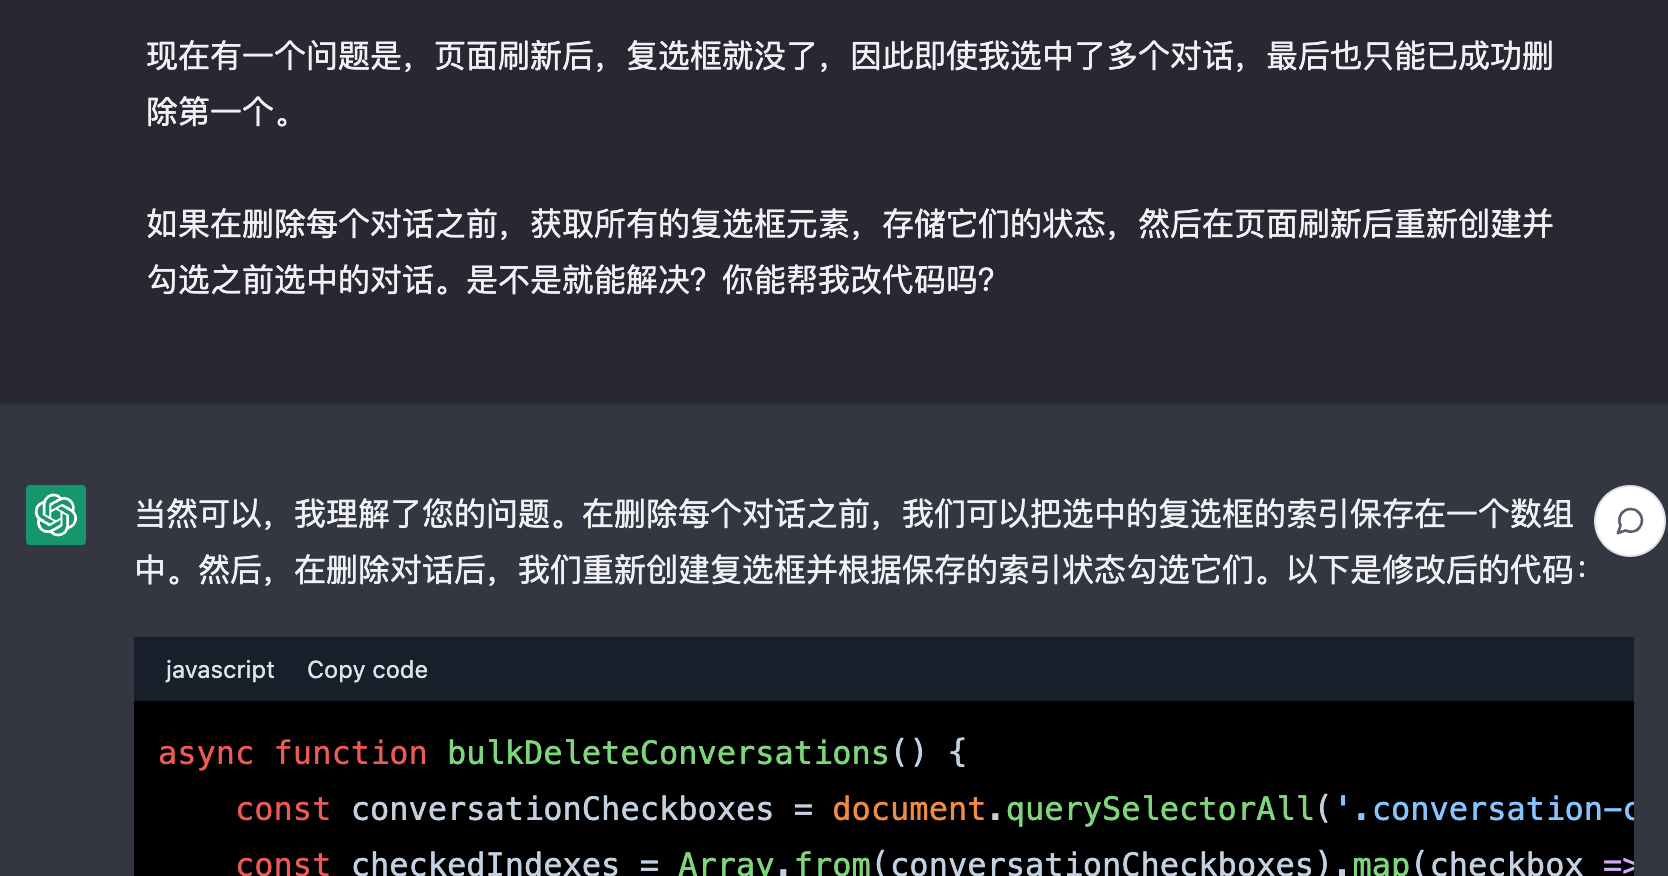 现在有一个问题是，页面刷新后，复选框就没了，因此即使我选中了多个对话，最后也只能已成功删
除第一个。
如果在删除每个对话之前，获取所有的复选框元素，存储它们的状态，然后在页面刷新后重新创建并
勾选之前选中的对话。是不是就能解决？你能帮我改代码吗？
当然可以，我理解了您的问题。在删除每个对话之前，我们可以把选中的复选框的索引保存在一个数组
中。然后，在删除对话后，我们重新创建复选框并根据保存的索引状态勾选它们。以下是修改后的代码：
javascript Copy code
async function bulkDeleteConversations() {
const conversationCheckboxes = document.querySelectorAll('.conversation-c
const checkedIndexes = Array.from(conversationCheckboxes).map(checkbox =>